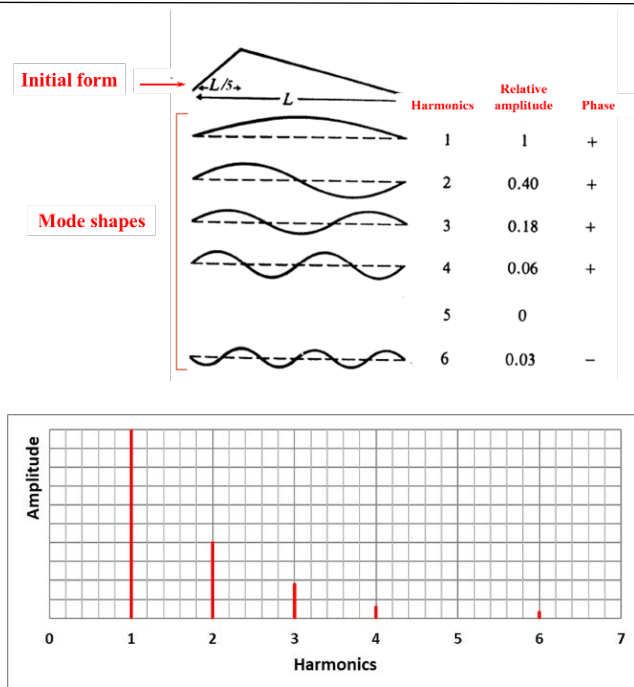 Initial form
L/5
L
Harmonics Relative amplitude Phase
1 1 +
Mode shapes
2 0.40 +
3 0.18 +
4 0.06 +
5 0
6 0.03 −
Amplitude
0 1 2 3 4 5 6 7
Harmonics